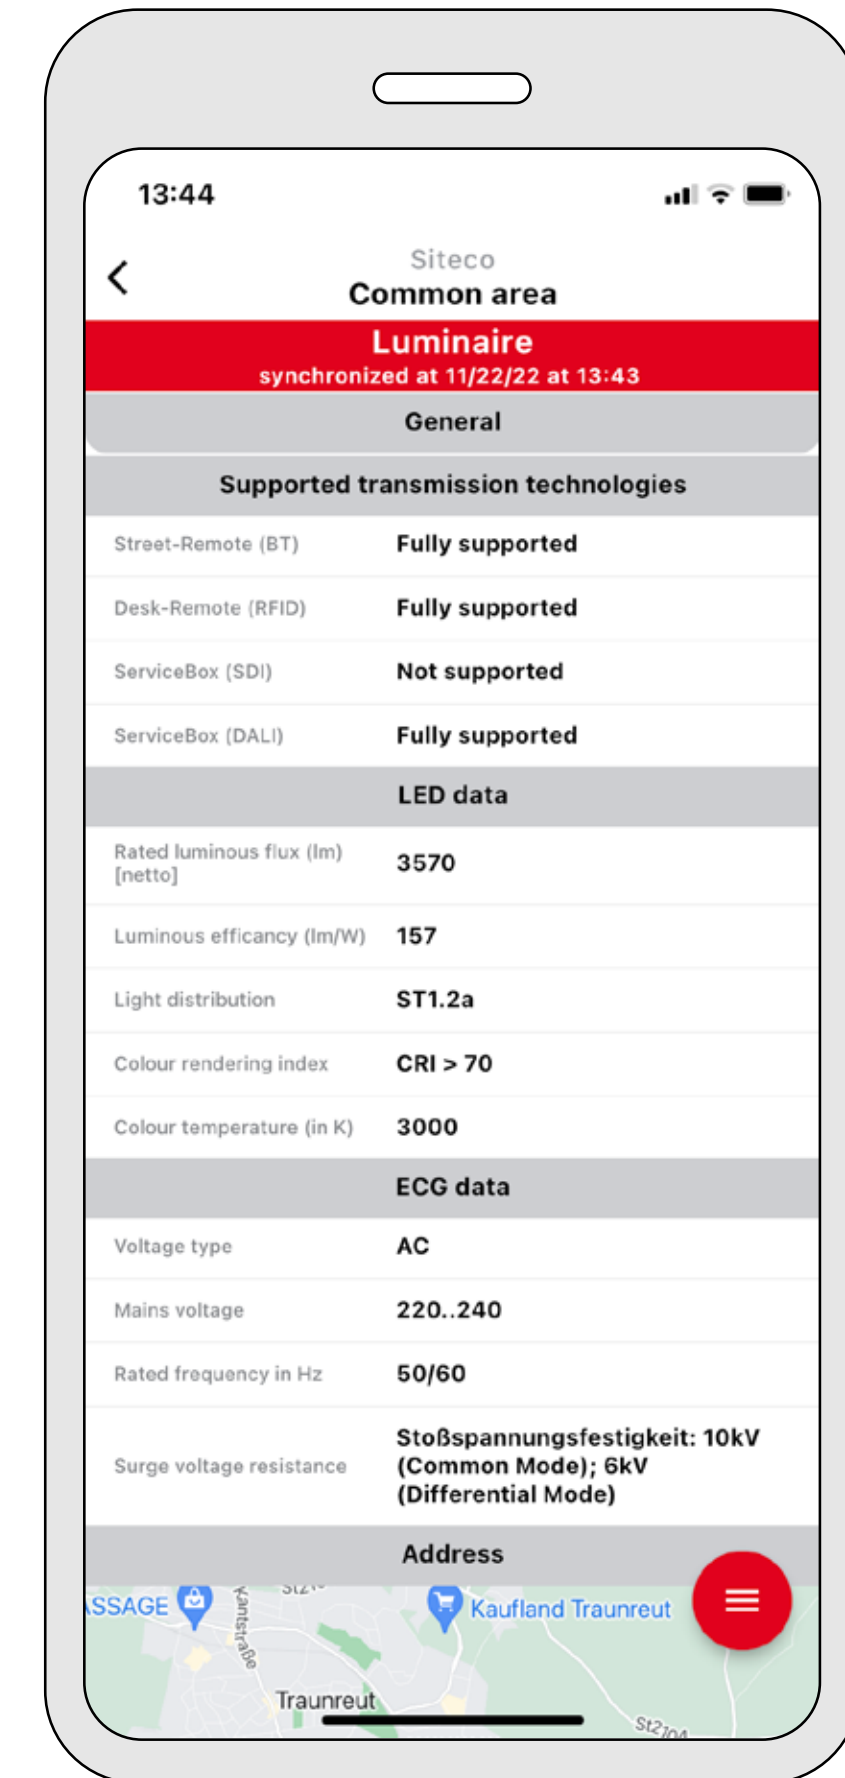 13:44
Siteco
Common area
Luminaire
synchronized at 11/22/22 at 13:43
General
Supported transmission technologies
Street-Remote (BT) Fully supported
Desk-Remote (RFID) Fully supported
ServiceBox (SDI) Not supported
ServiceBox (DALI) Fully supported
LED data
Rated luminous flux (lm)
[netto] 3570
Luminous efficancy (lm/W) 157
Light distribution ST1.2a
Colour rendering index CRI > 70
Colour temperature (in K) 3000
ECG data
Voltage type AC
Mains voltage 220..240
Rated frequency in Hz 50/60
Surge voltage resistance Stoßspannungsfestigkeit: 10kV
(Common Mode); 6kV
(Differential Mode)
Address
SSAGE
Kantstraße
Kaufland Traunreut
Traunreut
St2104